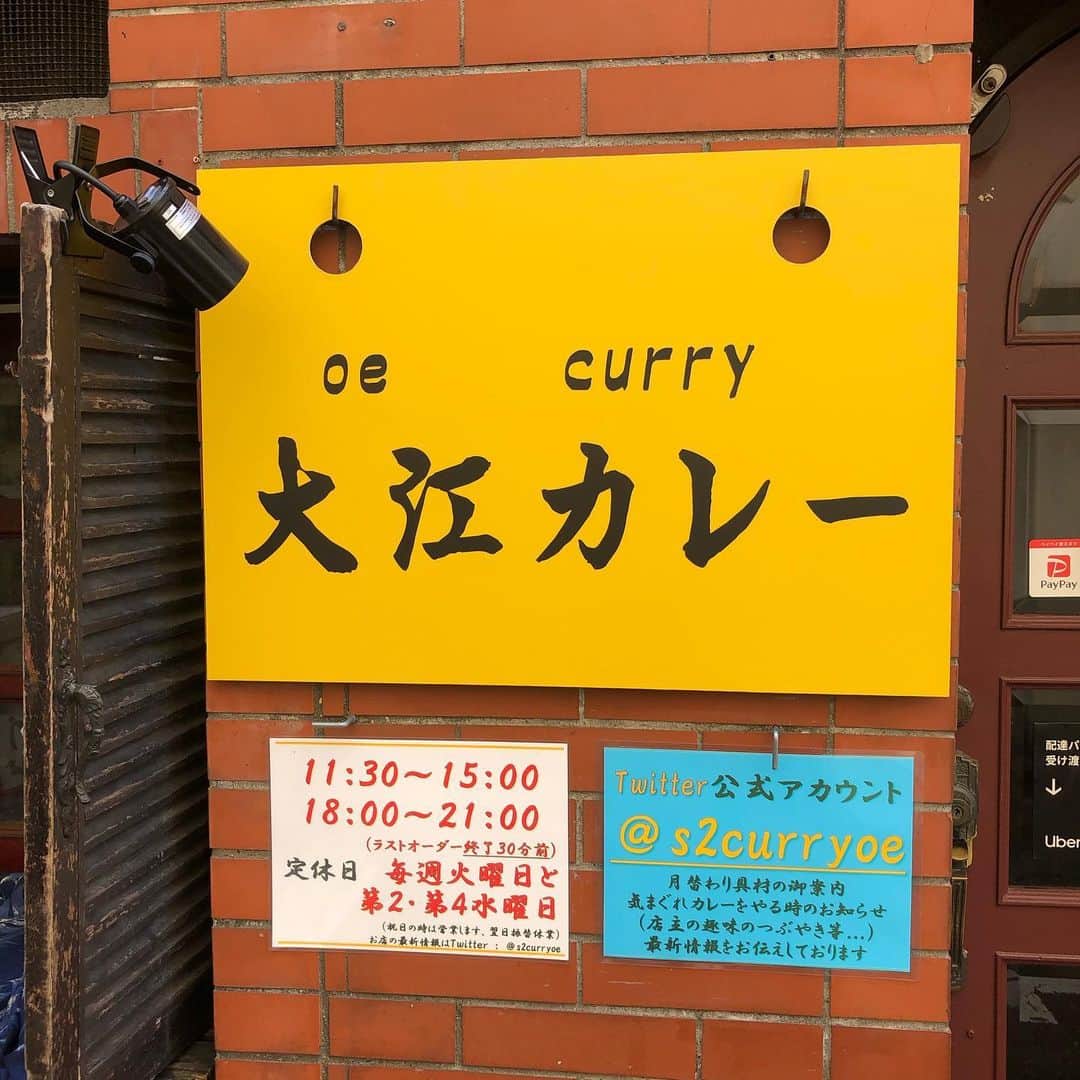 oe curry
大江カレー
11:30〜15:00
18:00〜21:00
(ラストオーダー終了30分前)
定休日 毎週火曜日と
第2・第4水曜日
(祝日の時は営業します、翌日振替休業)
お店の最新情報はTwitter : @s2curryoe
Twitter公式アカウント
@s2curryoe
月替わり具材の御案内
気まぐれカレーをやる時のお知らせ
(店主の趣味のつぶやき等...)
最新情報をお伝えしております
PayPay
配達パ
受け渡
↓
Uber